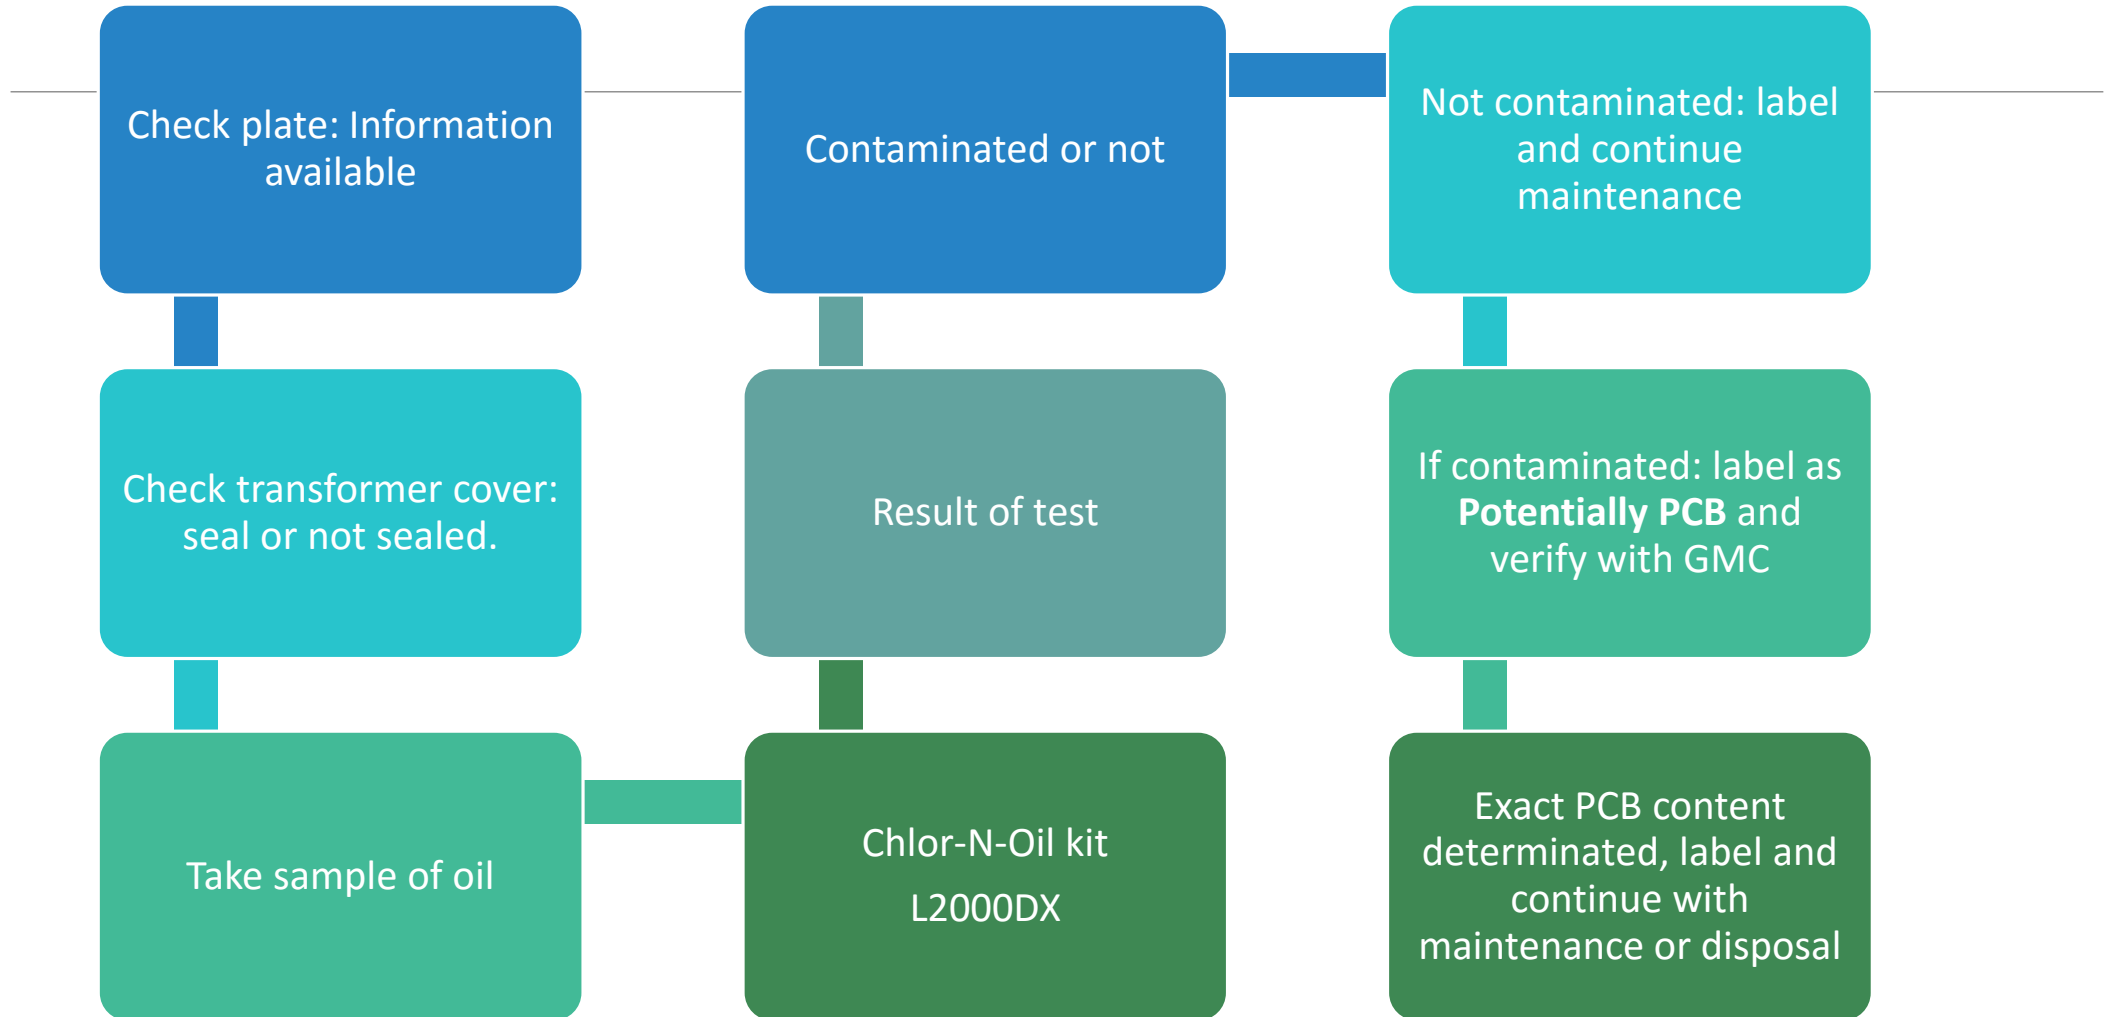 Check plate: Information
available
Check transformer cover:
seal or not sealed.
Take sample of oil
Chlor-N-Oil kit
L2000DX
Result of test
Contaminated or not
Not contaminated: label
and continue
maintenance
If contaminated: label as
Potentially PCB and
verify with GMC
Exact PCB content
determinated, label and
continue with
maintenance or disposal